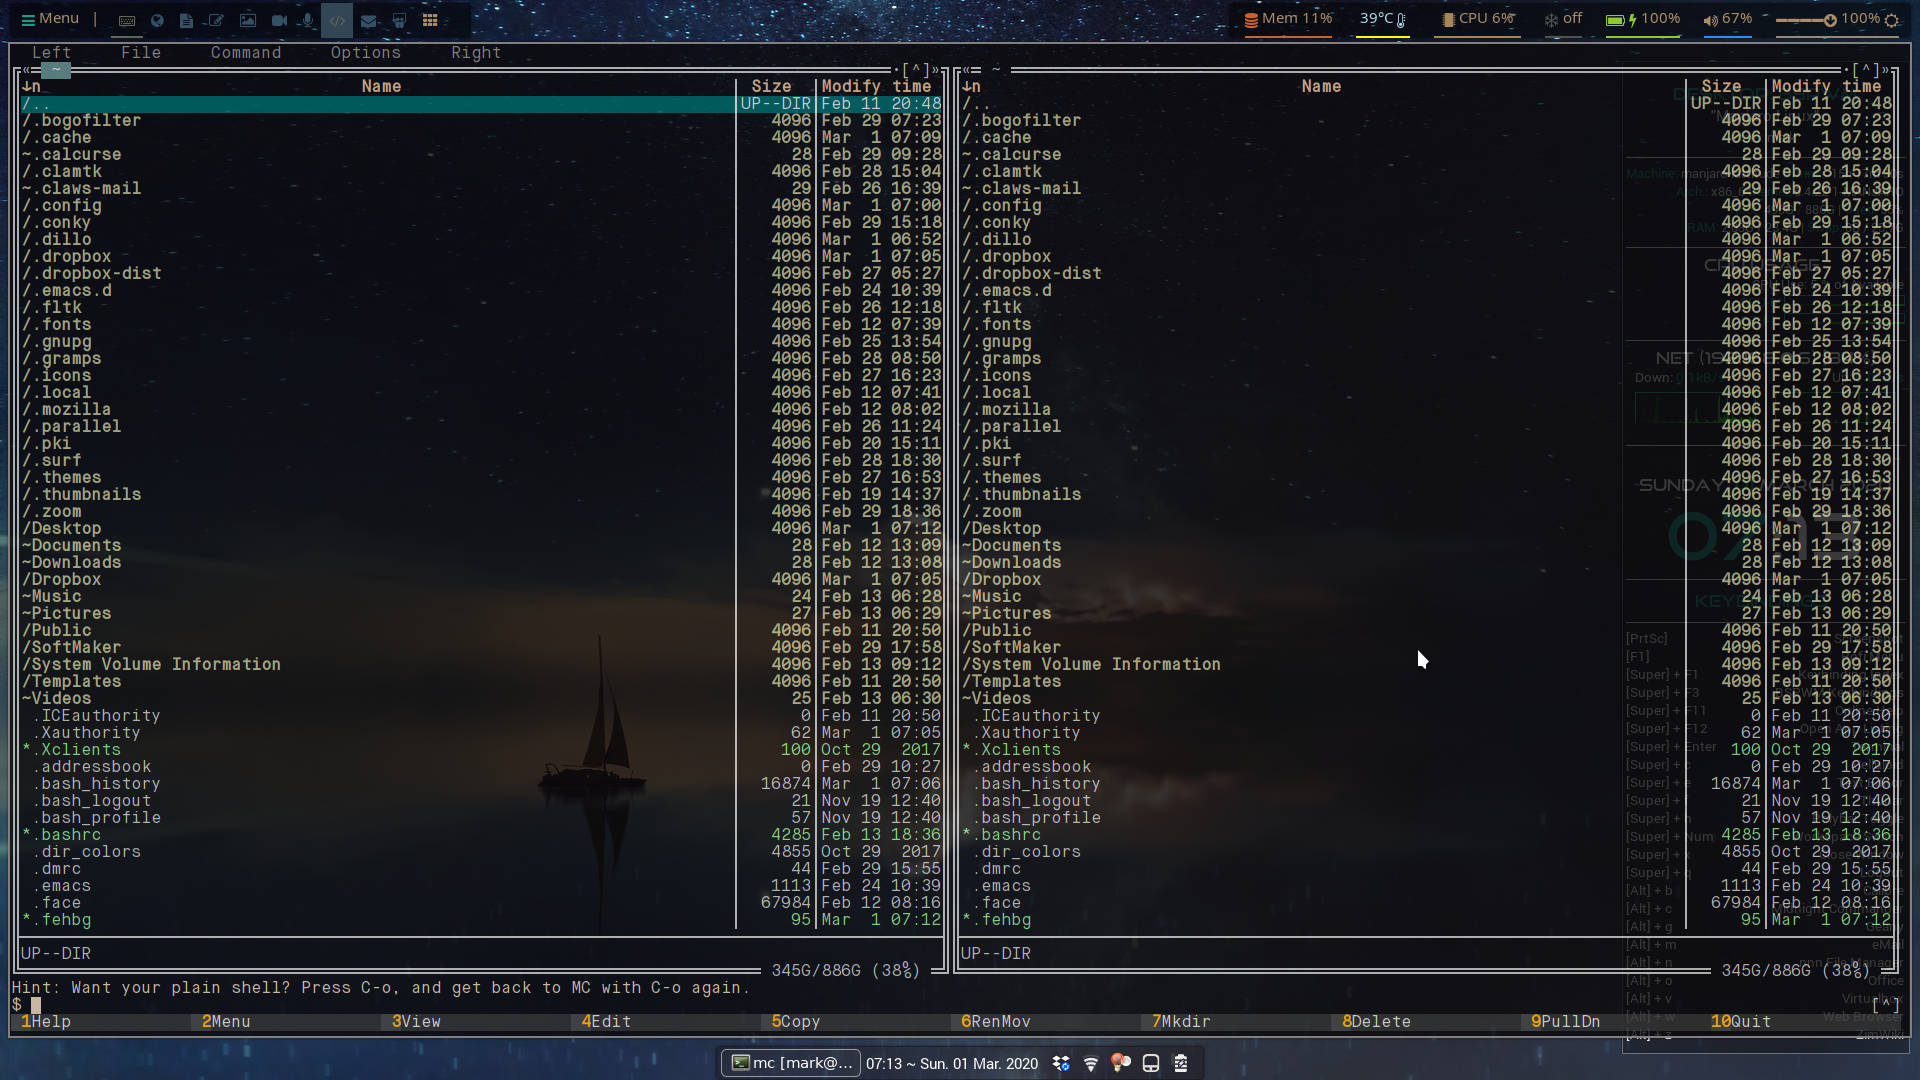 Menu | Mem 11% 39°C CPU 6% off 100% 67% 100%
Left File Command Options Right
« ~ ·[^]» « ~ ·[^]»
↓n Name Size Modify time ↓n Name Size Modify time
/.. UP--DIR Feb 11 20:48 /.. UP--DIR Feb 11 20:48
/.bogofilter 4096 Feb 29 07:23 /.bogofilter 4096 Feb 29 07:23
/.cache 4096 Mar 1 07:09 /.cache 4096 Mar 1 07:09
~.calcurse 28 Feb 29 09:28 ~.calcurse 28 Feb 29 09:28
/.clamtk 4096 Feb 28 15:04 /.clamtk 4096 Feb 28 15:04
~.claws-mail 29 Feb 26 16:39 ~.claws-mail 29 Feb 26 16:39
/.config 4096 Mar 1 07:00 /.config 4096 Mar 1 07:00
/.conky 4096 Feb 29 15:18 /.conky 4096 Feb 29 15:18
/.dillo 4096 Mar 1 06:52 /.dillo 4096 Mar 1 06:52
/.dropbox 4096 Mar 1 07:05 /.dropbox 4096 Mar 1 07:05
/.dropbox-dist 4096 Feb 27 05:27 /.dropbox-dist 4096 Feb 27 05:27
/.emacs.d 4096 Feb 24 10:39 /.emacs.d 4096 Feb 24 10:39
/.fltk 4096 Feb 26 12:18 /.fltk 4096 Feb 26 12:18
/.fonts 4096 Feb 12 07:39 /.fonts 4096 Feb 12 07:39
/.gnupg 4096 Feb 25 13:54 /.gnupg 4096 Feb 25 13:54
/.gramps 4096 Feb 28 08:50 /.gramps 4096 Feb 28 08:50
/.icons 4096 Feb 27 16:23 /.icons 4096 Feb 27 16:23
/.local 4096 Feb 12 07:41 /.local 4096 Feb 12 07:41
/.mozilla 4096 Feb 12 08:02 /.mozilla 4096 Feb 12 08:02
/.parallel 4096 Feb 26 11:24 /.parallel 4096 Feb 26 11:24
/.pki 4096 Feb 20 15:11 /.pki 4096 Feb 20 15:11
/.surf 4096 Feb 28 18:30 /.surf 4096 Feb 28 18:30
/.themes 4096 Feb 27 16:53 /.themes 4096 Feb 27 16:53
/.thumbnails 4096 Feb 19 14:37 /.thumbnails 4096 Feb 19 14:37
/.zoom 4096 Feb 29 18:36 /.zoom 4096 Feb 29 18:36
/Desktop 4096 Mar 1 07:12 /Desktop 4096 Mar 1 07:12
~Documents 28 Feb 12 13:09 ~Documents 28 Feb 12 13:09
~Downloads 28 Feb 12 13:08 ~Downloads 28 Feb 12 13:08
/Dropbox 4096 Mar 1 07:05 /Dropbox 4096 Mar 1 07:05
~Music 24 Feb 13 06:28 ~Music 24 Feb 13 06:28
~Pictures 27 Feb 13 06:29 ~Pictures 27 Feb 13 06:29
/Public 4096 Feb 11 20:50 /Public 4096 Feb 11 20:50
/SoftMaker 4096 Feb 29 17:58 /SoftMaker 4096 Feb 29 17:58
/System Volume Information 4096 Feb 13 09:12 /System Volume Information 4096 Feb 13 09:12
/Templates 4096 Feb 11 20:50 /Templates 4096 Feb 11 20:50
~Videos 25 Feb 13 06:30 ~Videos 25 Feb 13 06:30
.ICEauthority 0 Feb 11 20:50 .ICEauthority 0 Feb 11 20:50
.Xauthority 62 Mar 1 07:05 .Xauthority 62 Mar 1 07:05
*.Xclients 100 Oct 29 2017 *.Xclients 100 Oct 29 2017
.addressbook 0 Feb 29 10:27 .addressbook 0 Feb 29 10:27
.bash_history 16874 Mar 1 07:06 .bash_history 16874 Mar 1 07:06
.bash_logout 21 Nov 19 12:40 .bash_logout 21 Nov 19 12:40
.bash_profile 57 Nov 19 12:40 .bash_profile 57 Nov 19 12:40
*.bashrc 4285 Feb 13 18:36 *.bashrc 4285 Feb 13 18:36
.dir_colors 4855 Oct 29 2017 .dir_colors 4855 Oct 29 2017
.dmrc 44 Feb 29 15:55 .dmrc 44 Feb 29 15:55
.emacs 1113 Feb 24 10:39 .emacs 1113 Feb 24 10:39
.face 67984 Feb 12 08:16 .face 67984 Feb 12 08:16
*.fehbg 95 Mar 1 07:12 *.fehbg 95 Mar 1 07:12
UP--DIR UP--DIR
345G/886G (38%) 345G/886G (38%)
Hint: Want your plain shell? Press C-o, and get back to MC with C-o again.
$ [^]
1Help 2Menu 3View 4Edit 5Copy 6RenMov 7Mkdir 8Delete 9PullDn 10Quit
mc [mark@... 07:13 ~ Sun. 01 Mar. 2020
SUNDAY
[PrtSc]
[F1]
[Super] + F1
[Super] + F3
[Super] + F11
[Super] + F12
[Super] + Enter
[Alt] + b
[Alt] + c
[Alt] + g
[Alt] + m eMail
[Alt] + n
[Alt] + o Office
[Alt] + v Virtualbox
[Alt] + w Web Browser
[Alt] + z ZimWiki